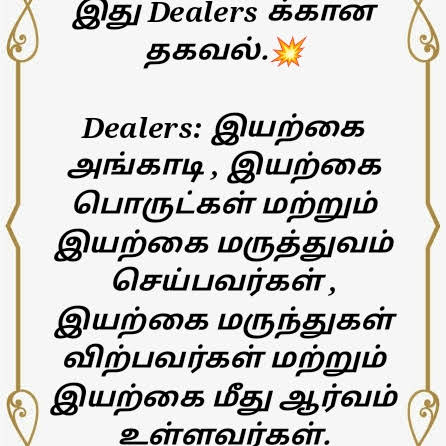 இது Dealers க்கான
தகவல்.💥
Dealers: இயற்கை
அங்காடி , இயற்கை
பொருட்கள் மற்றும்
இயற்கை மருத்துவம்
செய்பவர்கள் ,
இயற்கை மருந்துகள்
விற்பவர்கள் மற்றும்
இயற்கை மீது ஆர்வம்
உள்ளவர்கள்.